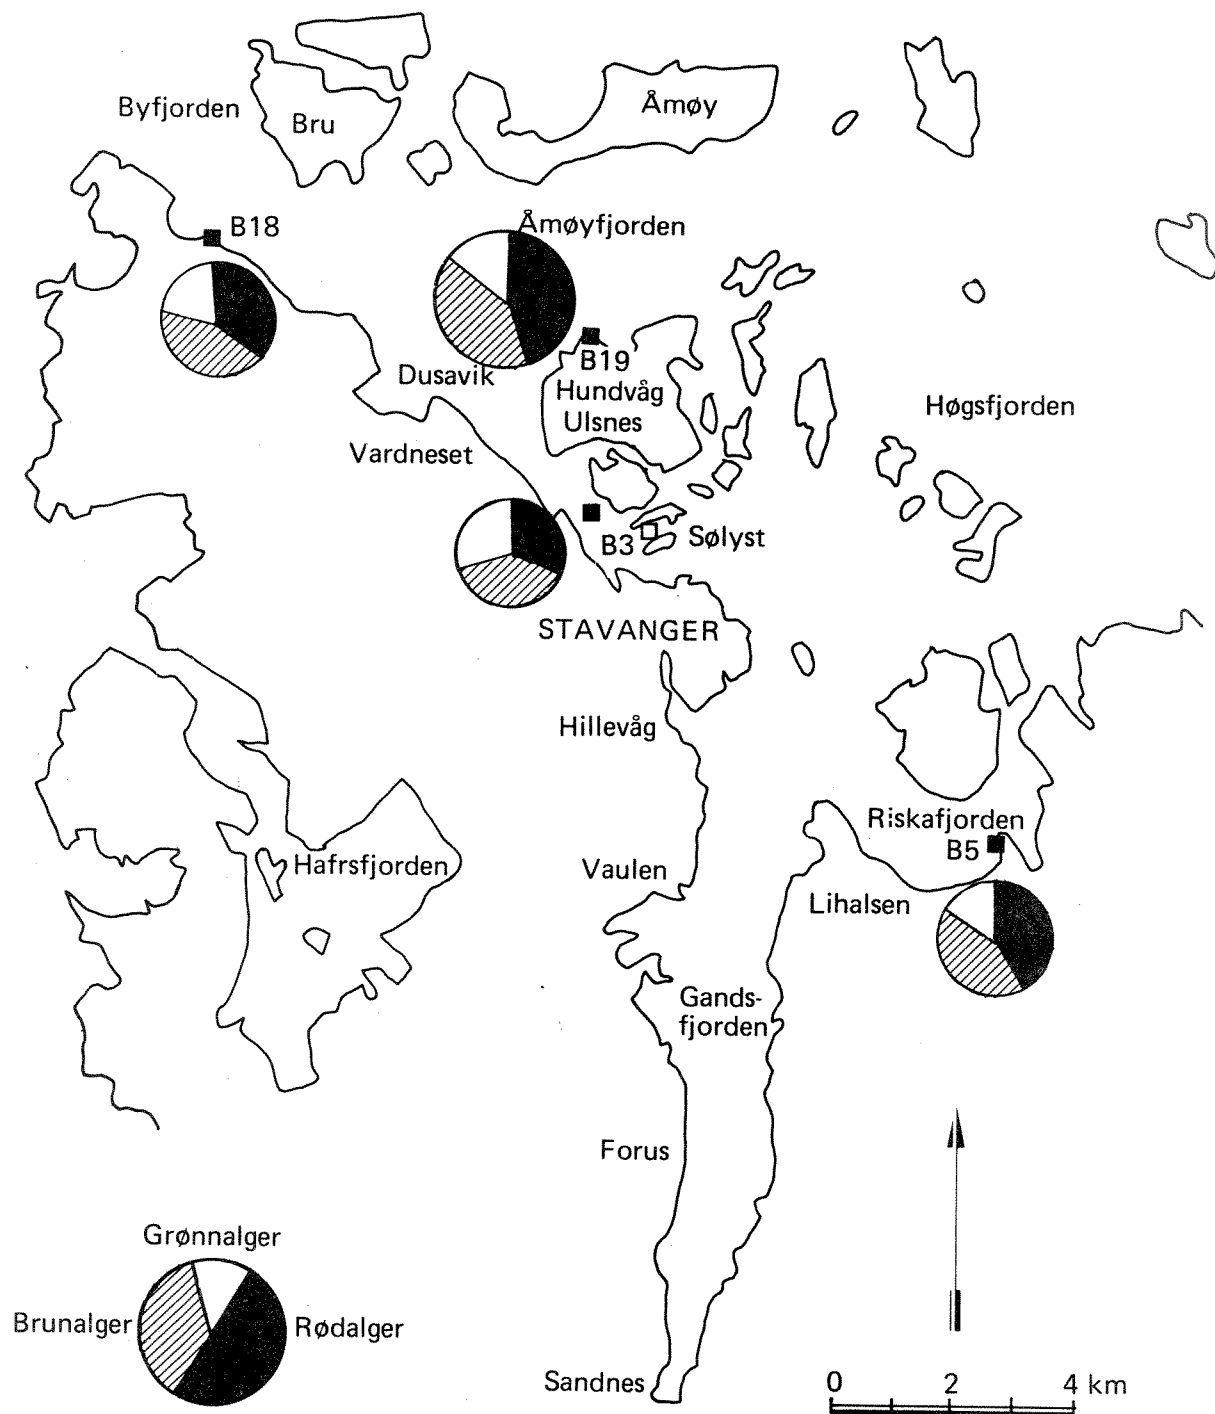 Byfjorden
Bru
Åmøy
B18
Åmøyfjorden
B19
Dusavik
Hundvåg
Ulsnes
Høgsfjorden
Vardneset
B3
Sølyst
STAVANGER
Hillevåg
Riskafjorden
B5
Hafrsfjorden
Vaulen
Lihalsen
Gands-
fjorden
Forus
Grønnalger
Brunalger
Rødalger
Sandnes
0 2 4 km